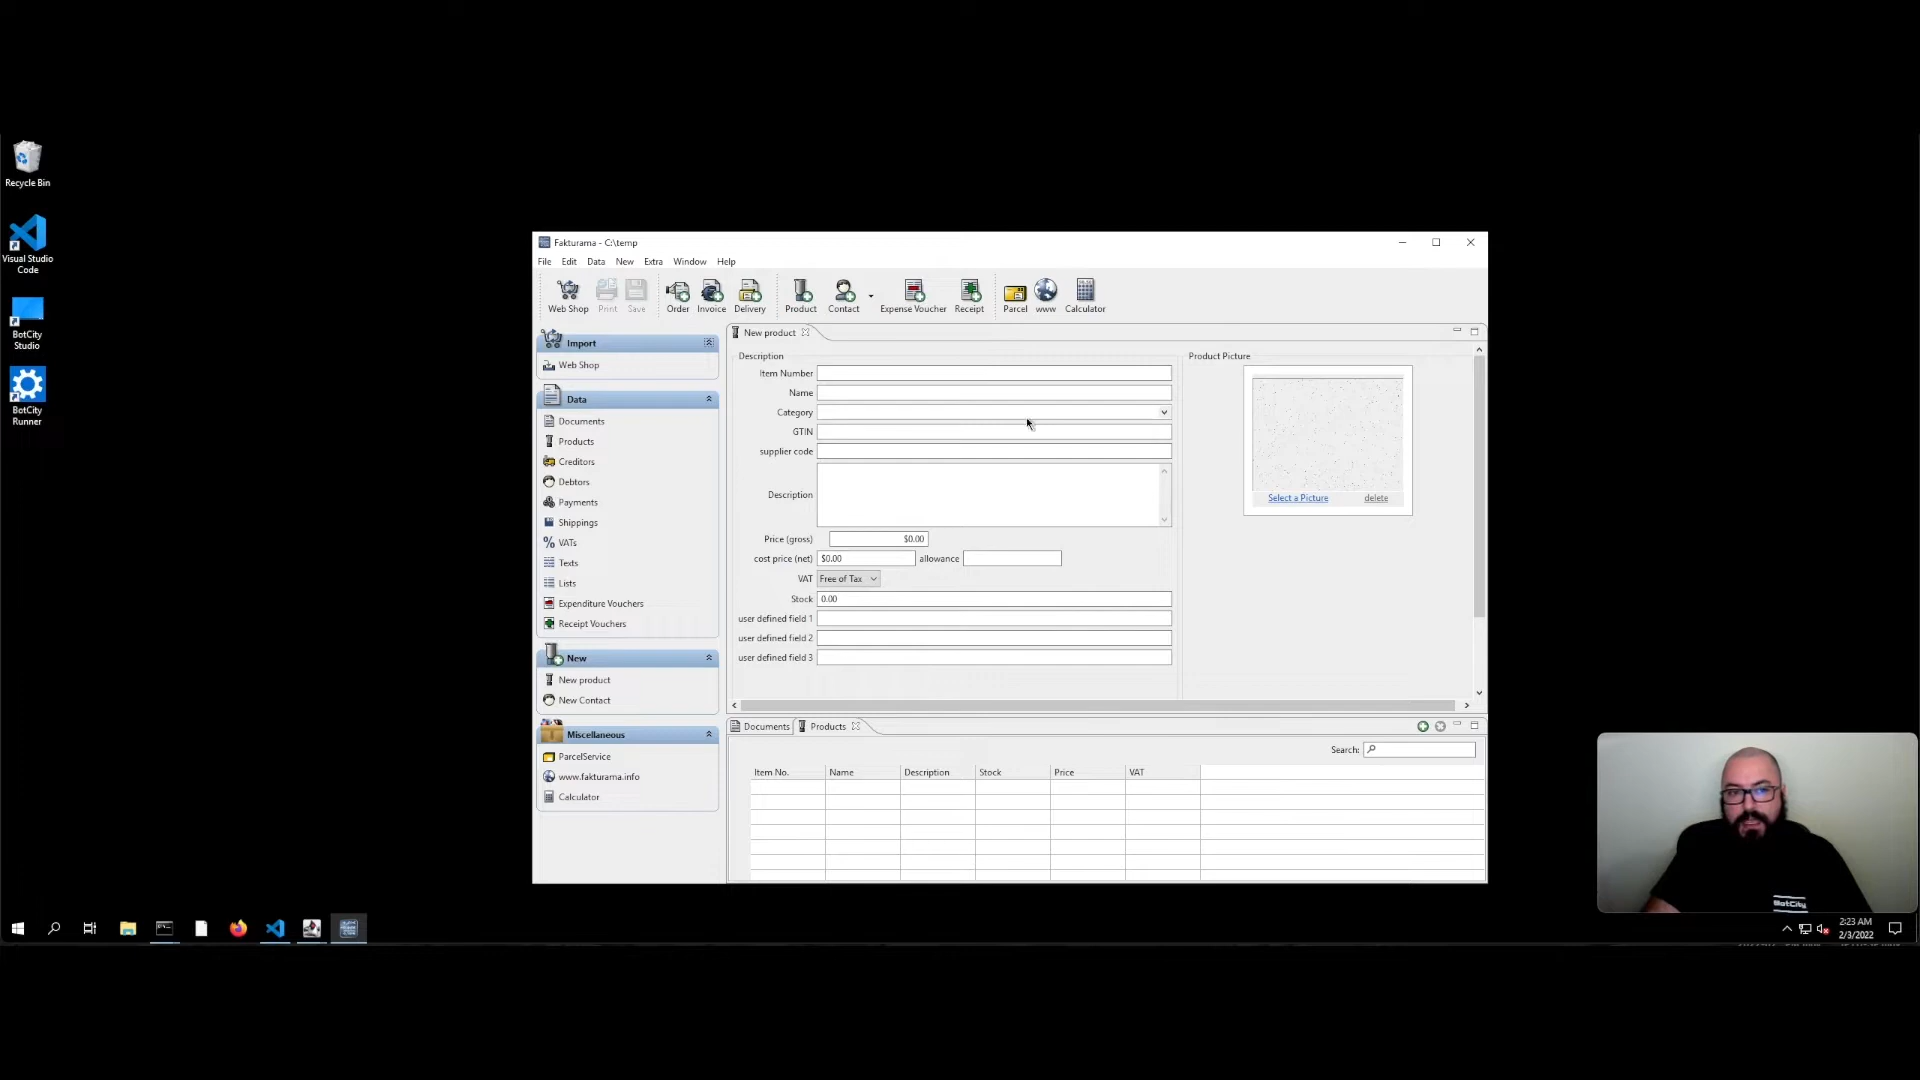 Recycle Bin
Visual Studio
Code
BotCity
Studio
BotCity
Runner
Fakturama - C:\temp
File Edit Data New Extra Window Help
Web Shop Print Save Order Invoice Delivery Product Contact Expense Voucher Receipt Parcel www Calculator
Import
Web Shop
Data
Documents
Products
Creditors
Debtors
Payments
Shippings
% VATs
Texts
Lists
Expenditure Vouchers
Receipt Vouchers
New
New product
New Contact
Miscellaneous
ParcelService
www.fakturama.info
Calculator
New product
Description
Item Number
Name
Category
GTIN
supplier code
Description
Price (gross) $0.00
cost price (net) $0.00 allowance
VAT Free of Tax
Stock 0.00
user defined field 1
user defined field 2
user defined field 3
Product Picture
Select a Picture delete
Documents Products
Search:
Item No. Name Description Stock Price VAT
BotCity
2:23 AM
2/3/2022